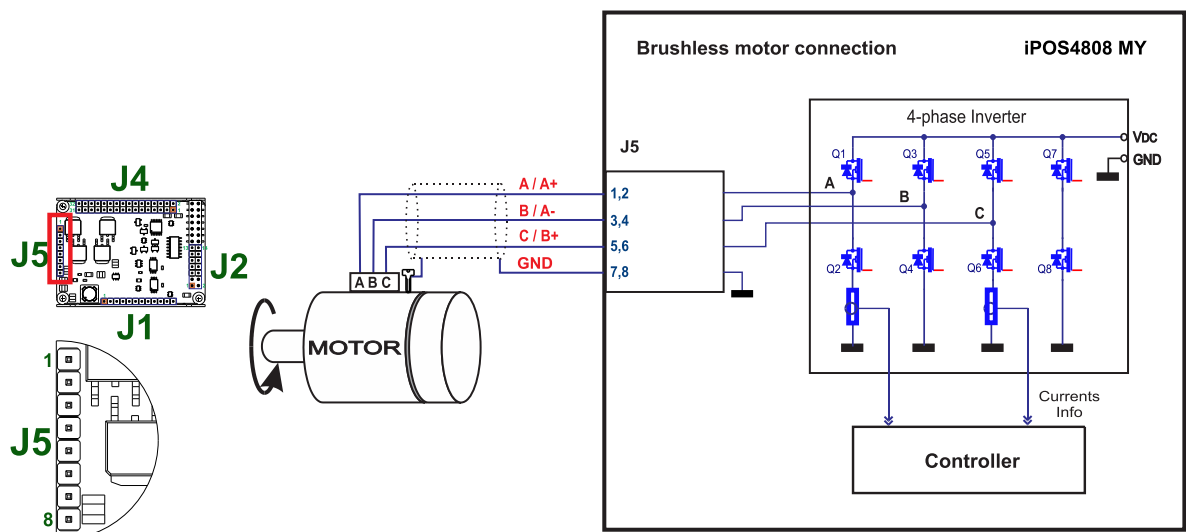 Brushless motor connection
iPOS4808 MY
4-phase Inverter
VDC
GND
Q1
Q3
Q5
Q7
J5
A / A+
1,2
A
B / A-
3,4
B
C / B+
5,6
C
GND
7,8
Q2
Q4
Q6
Q8
A B C
MOTOR
J4
J5
J2
J1
1
J5
8
Currents
Info
Controller